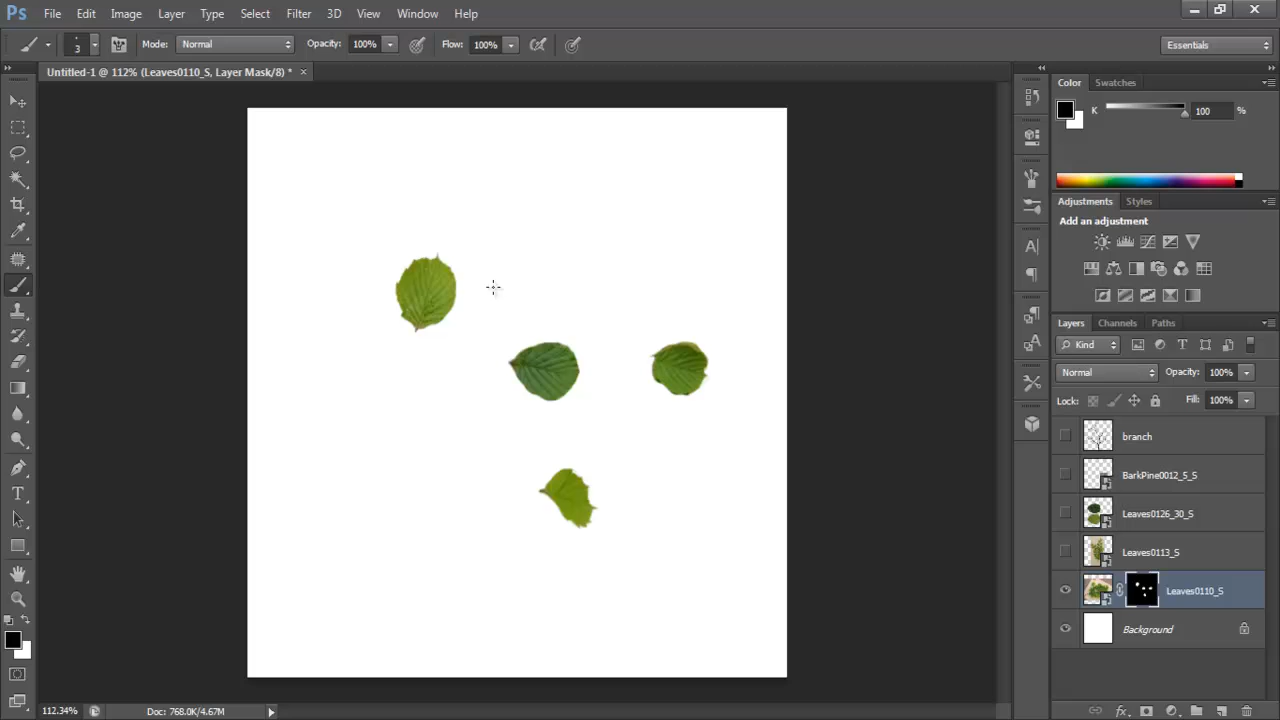 Ps File Edit Image Layer Type Select Filter 3D View Window Help
3 Mode: Normal Opacity: 100% Flow: 100% Essentials
Untitled-1 @ 112% (Leaves0110_S, Layer Mask/8) * ×
Color Swatches
K 100 %
Adjustments Styles
Add an adjustment
Layers Channels Paths
Kind
Normal Opacity: 100%
Lock: Fill: 100%
branch
BarkPine0012_5_S
Leaves0126_30_S
Leaves0113_S
Leaves0110_S
Background
112.34% Doc: 768.0K/4.67M